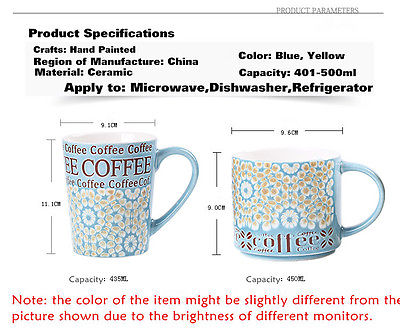 PRODUCT PARAMETERS
Product Specifications
Crafts: Hand Painted
Region of Manufacture: China
Material: Ceramic
Color: Blue, Yellow
Capacity: 401-500ml
Apply to: Microwave,Dishwasher,Refrigerator
9.1CM
9.6CM
Coffee Coffee Coffee
EE COFFEE
Coffee Coffee CoffeeCof
11.1CM
9.0CM
Coffee
coffee
Coffee
Capacity: 435ML
Capacity: 450ML
Note: the color of the item might be slightly different from the
picture shown due to the brightness of different monitors.